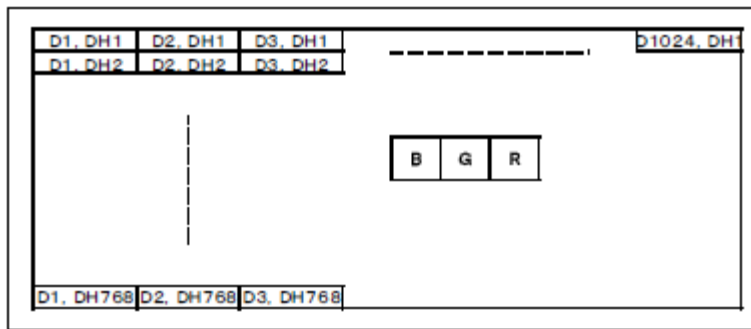 D1, DH1 D2, DH1 D3, DH1 D1024, DH1
D1, DH2 D2, DH2 D3, DH2
B G R
D1, DH768 D2, DH768 D3, DH768